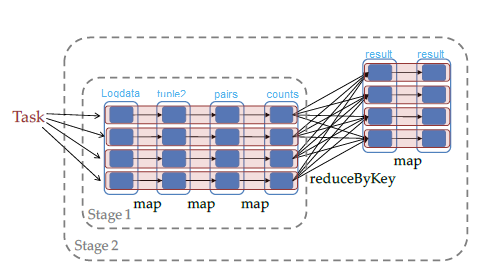 result result
Logdata tuple2 pairs counts
Task
map
reduceByKey
map map map
Stage 1
Stage 2